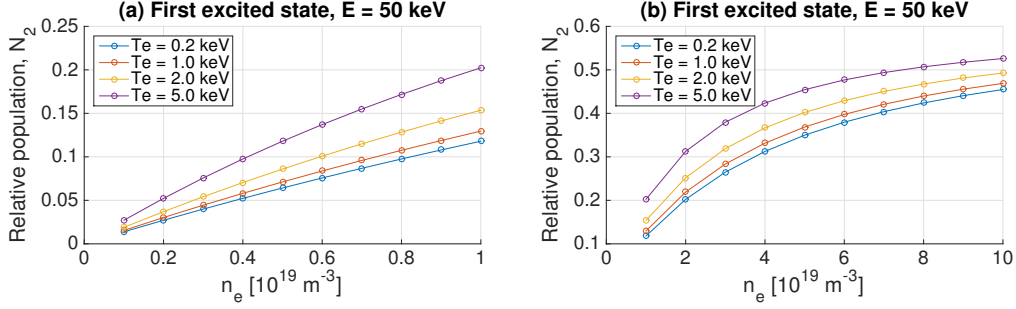 (a) First excited state, E = 50 keV
Relative population, N_2
0.25
0.2
0.15
0.1
0.05
0
Te = 0.2 keV
Te = 1.0 keV
Te = 2.0 keV
Te = 5.0 keV
0 0.2 0.4 0.6 0.8 1
n_e [10^19 m^-3]
(b) First excited state, E = 50 keV
Relative population, N_2
0.6
0.5
0.4
0.3
0.2
0.1
Te = 0.2 keV
Te = 1.0 keV
Te = 2.0 keV
Te = 5.0 keV
0 2 4 6 8 10
n_e [10^19 m^-3]